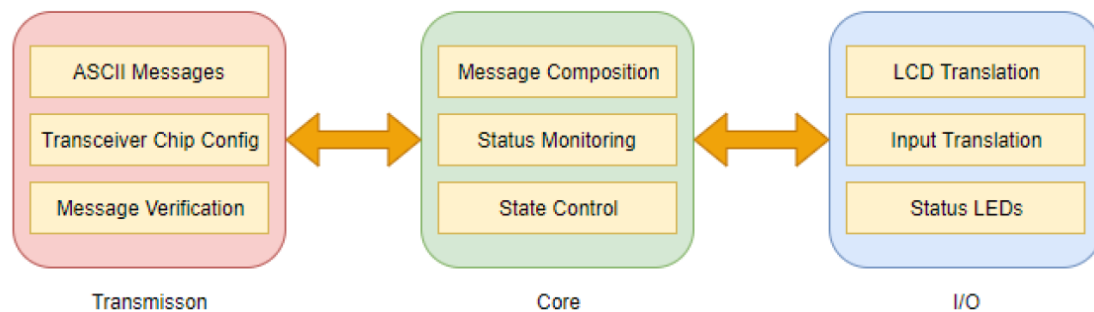 ASCII Messages
Transceiver Chip Config
Message Verification
Transmisson
Message Composition
Status Monitoring
State Control
Core
LCD Translation
Input Translation
Status LEDs
I/O